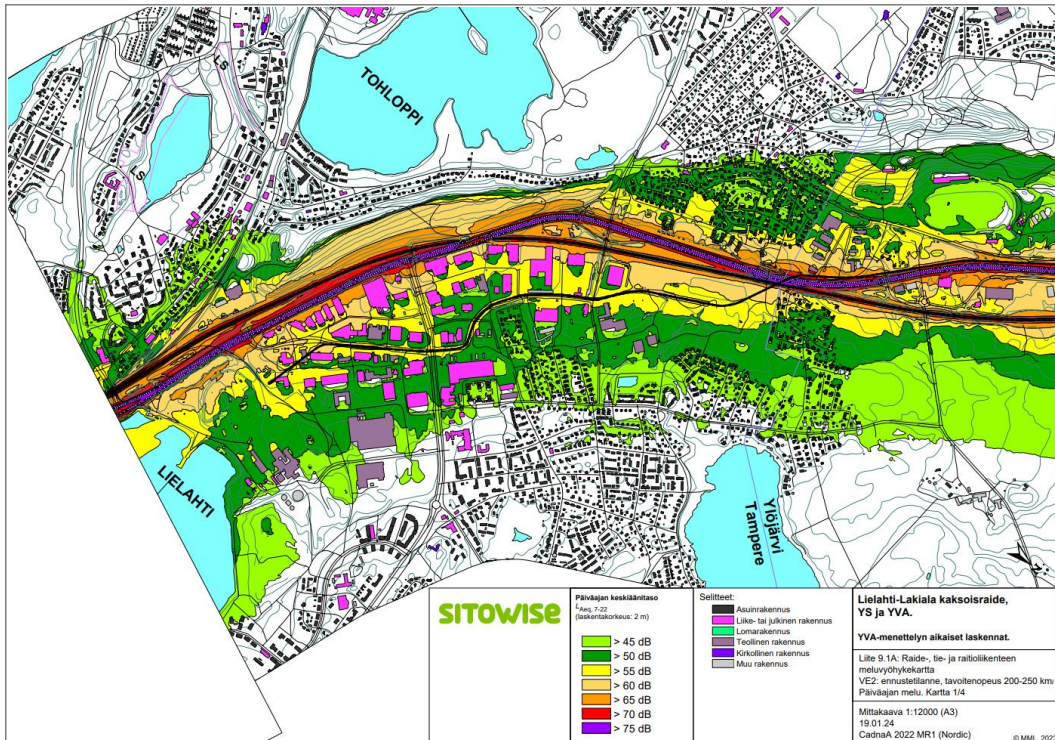 TOHLOPPI
LS
LS
LIELAHTI
Ylöjärvi
Tampere
sitowise
Päiväajan keskiäänitaso
LAeq, 7-22
(laskentakorkeus: 2 m)
> 45 dB
> 50 dB
> 55 dB
> 60 dB
> 65 dB
> 70 dB
> 75 dB
Selitteet:
Asuinrakennus
Liike- tai julkinen rakennus
Lomarakennus
Teollinen rakennus
Kirkollinen rakennus
Muu rakennus
Lielahti-Lakiala kaksoisraide,
YS ja YVA.
YVA-menettelyn aikaiset laskennat.
Liite 9.1A: Raide-, tie- ja raitioliikenteen
meluvyöhykekartta
VE2: ennustetilanne, tavoitenopeus 200-250 km/
Päiväajan melu. Kartta 1/4
Mittakaava 1:12000 (A3)
19.01.24
CadnaA 2022 MR1 (Nordic)
© MML, 2023